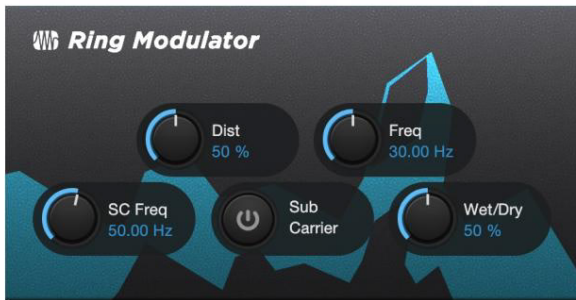 Ring Modulator
Dist
50 %
Freq
30.00 Hz
SC Freq
50.00 Hz
Sub
Carrier
Wet/Dry
50 %